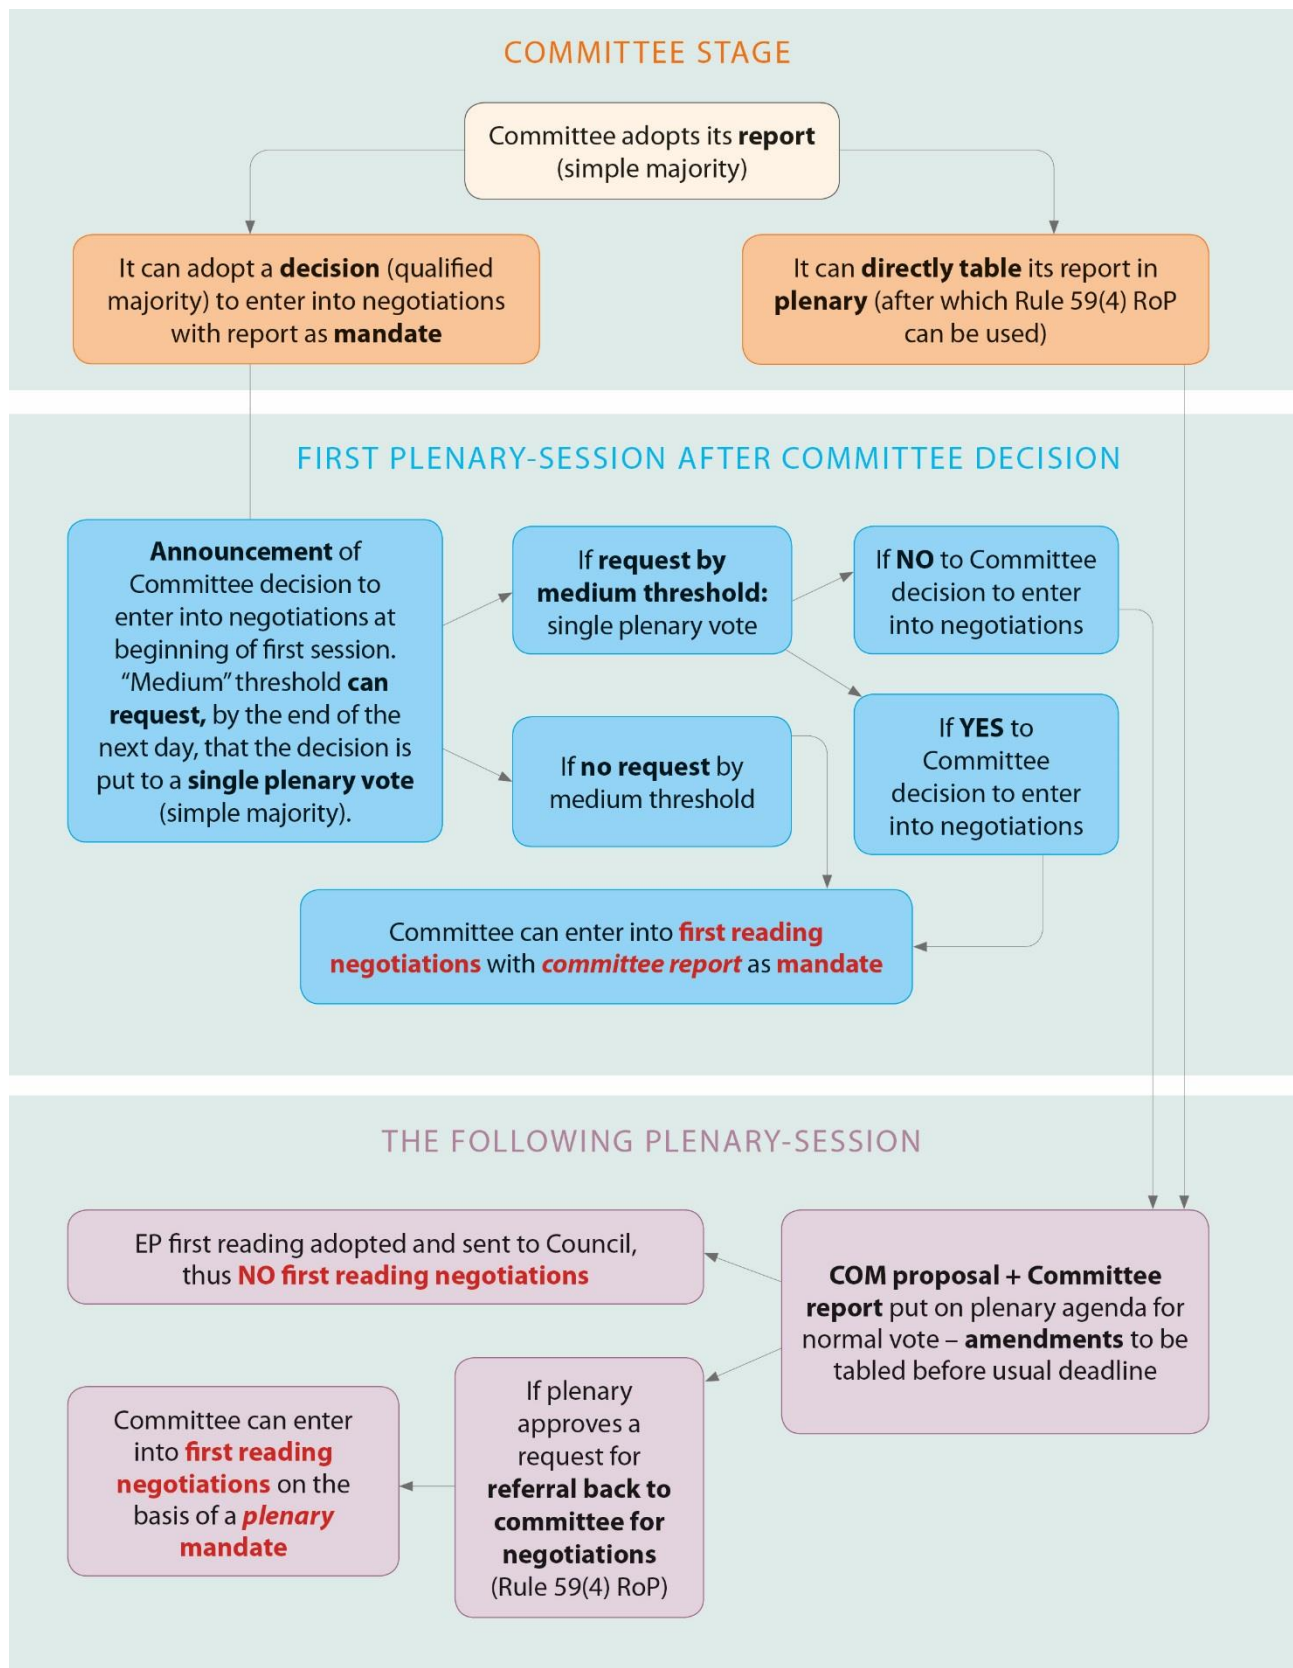 COMMITTEE STAGE
Committee adopts its report
(simple majority)
It can adopt a decision (qualified
majority) to enter into negotiations
with report as mandate
It can directly table its report in
plenary (after which Rule 59(4) RoP
can be used)
FIRST PLENARY-SESSION AFTER COMMITTEE DECISION
Announcement of
Committee decision to
enter into negotiations at
beginning of first session.
“Medium” threshold can
request, by the end of the
next day, that the decision is
put to a single plenary vote
(simple majority).
If request by
medium threshold:
single plenary vote
If NO to Committee
decision to enter
into negotiations
If no request by
medium threshold
If YES to
Committee
decision to enter
into negotiations
Committee can enter into first reading
negotiations with committee report as mandate
THE FOLLOWING PLENARY-SESSION
EP first reading adopted and sent to Council,
thus NO first reading negotiations
COM proposal + Committee
report put on plenary agenda for
normal vote – amendments to be
tabled before usual deadline
If plenary
approves a
request for
referral back to
committee for
negotiations
(Rule 59(4) RoP)
Committee can enter
into first reading
negotiations on the
basis of a plenary
mandate